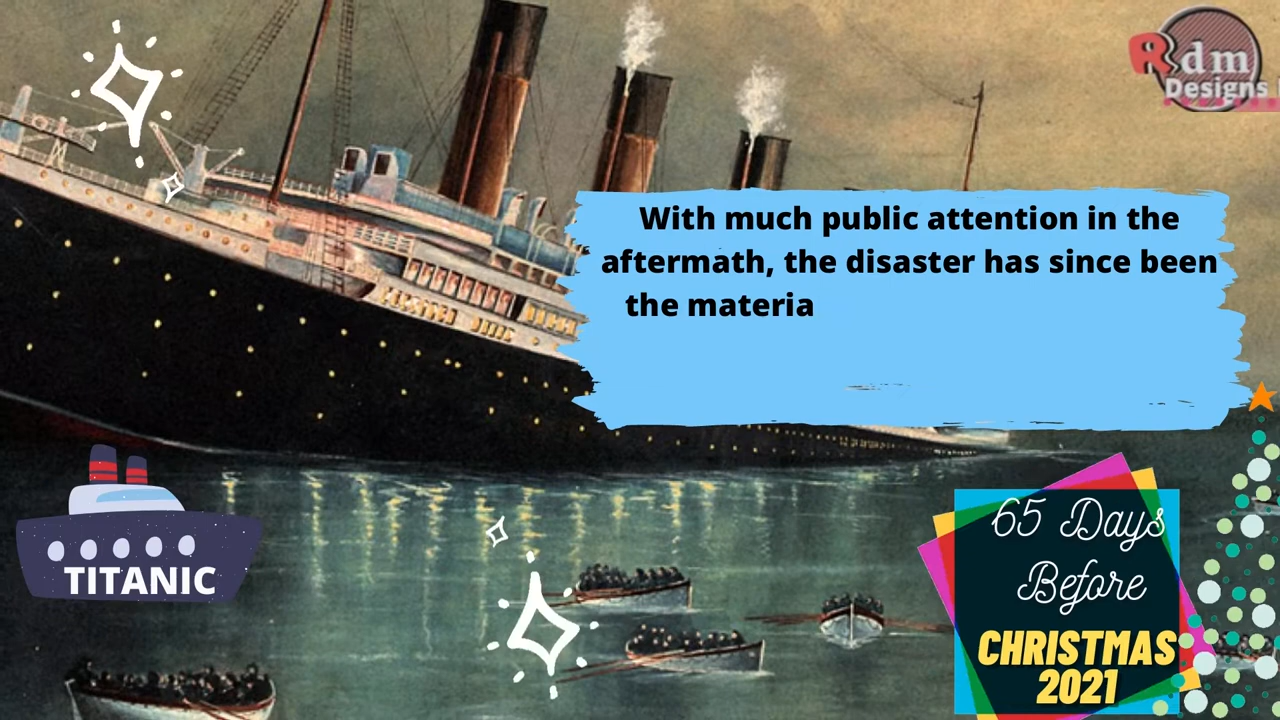 Rdm
Designs
With much public attention in the
aftermath, the disaster has since been
the materia
TITANIC
65 Days
Before
CHRISTMAS
2021